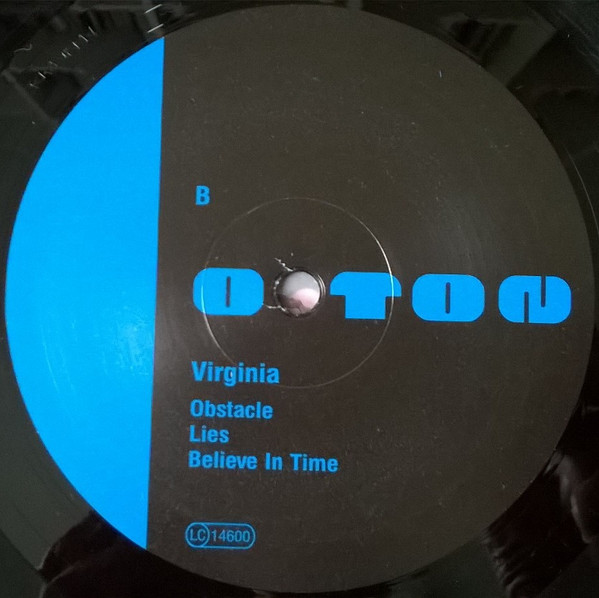 B
O-TON
Virginia
Obstacle
Lies
Believe In Time
LC 14600